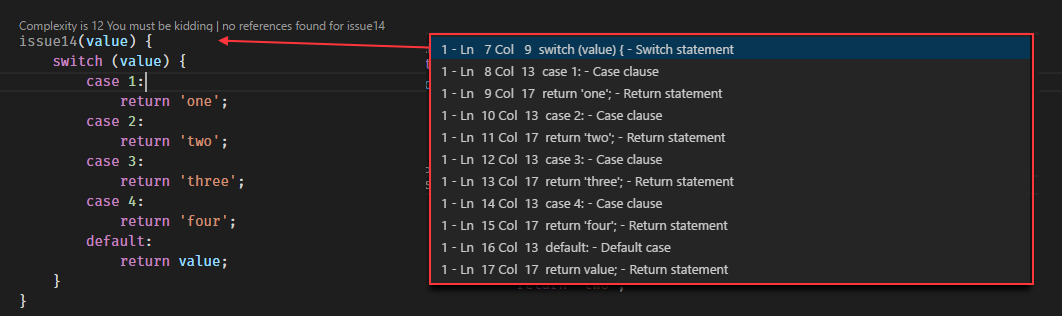 Complexity is 12 You must be kidding | no references found for issue14
issue14(value) {
switch (value) {
case 1:
return 'one';
case 2:
return 'two';
case 3:
return 'three';
case 4:
return 'four';
default:
return value;
}
}
1 - Ln 7 Col 9 switch (value) { - Switch statement
1 - Ln 8 Col 13 case 1: - Case clause
1 - Ln 9 Col 17 return 'one'; - Return statement
1 - Ln 10 Col 13 case 2: - Case clause
1 - Ln 11 Col 17 return 'two'; - Return statement
1 - Ln 12 Col 13 case 3: - Case clause
1 - Ln 13 Col 17 return 'three'; - Return statement
1 - Ln 14 Col 13 case 4: - Case clause
1 - Ln 15 Col 17 return 'four'; - Return statement
1 - Ln 16 Col 13 default: - Default case
1 - Ln 17 Col 17 return value; - Return statement